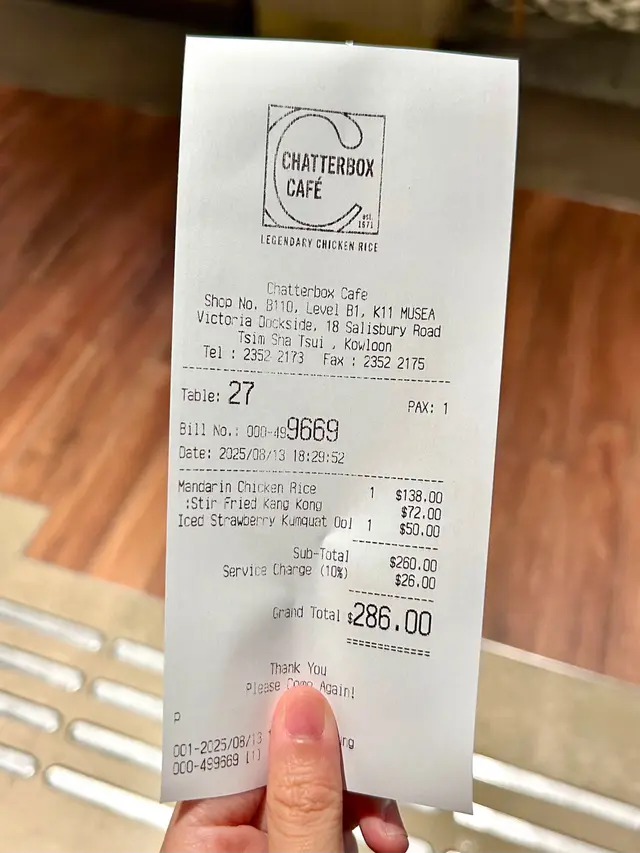 CHATTERBOX
CAFÉ
est.
1971
LEGENDARY CHICKEN RICE
Chatterbox Cafe
Shop No. B110, Level B1, K11 MUSEA
Victoria Dockside, 18 Salisbury Road
Tsim Sha Tsui , Kowloon
Tel : 2352 2173 Fax : 2352 2175
Table: 27 PAX: 1
Bill No.: 000-499669
Date: 2025/08/13 18:29:52
Mandarin Chicken Rice 1 $138.00
:Stir Fried Kang Kong $72.00
Iced Strawberry Kumquat Ool 1 $50.00
Sub-Total $260.00
Service Charge (10%) $26.00
Grand Total $286.00
Thank You
Please Come Again!
P
001-2025/08/13
000-499669 [1]